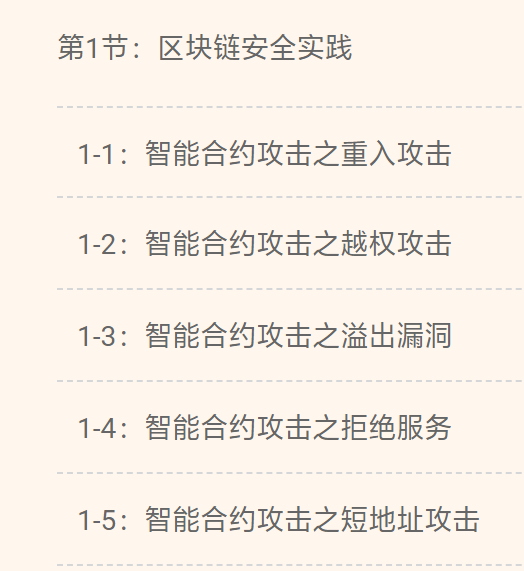 第1节：区块链安全实践
1-1：智能合约攻击之重入攻击
1-2：智能合约攻击之越权攻击
1-3：智能合约攻击之溢出漏洞
1-4：智能合约攻击之拒绝服务
1-5：智能合约攻击之短地址攻击